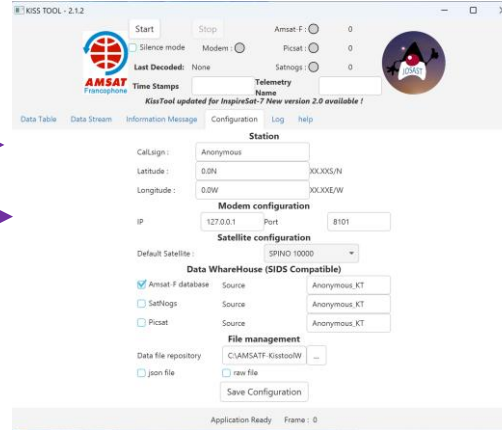 KISS TOOL - 2.1.2
Start Stop Amsat-F : 0
Silence mode Modem : Picsat : 0
Last Decoded: None Satnogs : 0
AMSAT
Francophone
Time Stamps Telemetry Name
JOSAST
KissTool updated for InspireSat-7 New version 2.0 available !
Data Table Data Stream Information Message Configuration Log help
Station
CalLsign : Anonymous
Latitude : 0.0N XX.XXS/N
Longitude : 0.0W XX.XXE/W
Modem configuration
IP 127.0.0.1 Port 8101
Satellite configuration
Default Satellite : SPINO 10000
Data WhareHouse (SIDS Compatible)
Amsat-F database Source Anonymous_KT
SatNogs Source Anonymous_KT
Picsat Source Anonymous_KT
File management
Data file repository C:\AMSATF-KisstoolW ...
json file raw file
Save Configuration
Application Ready Frame : 0